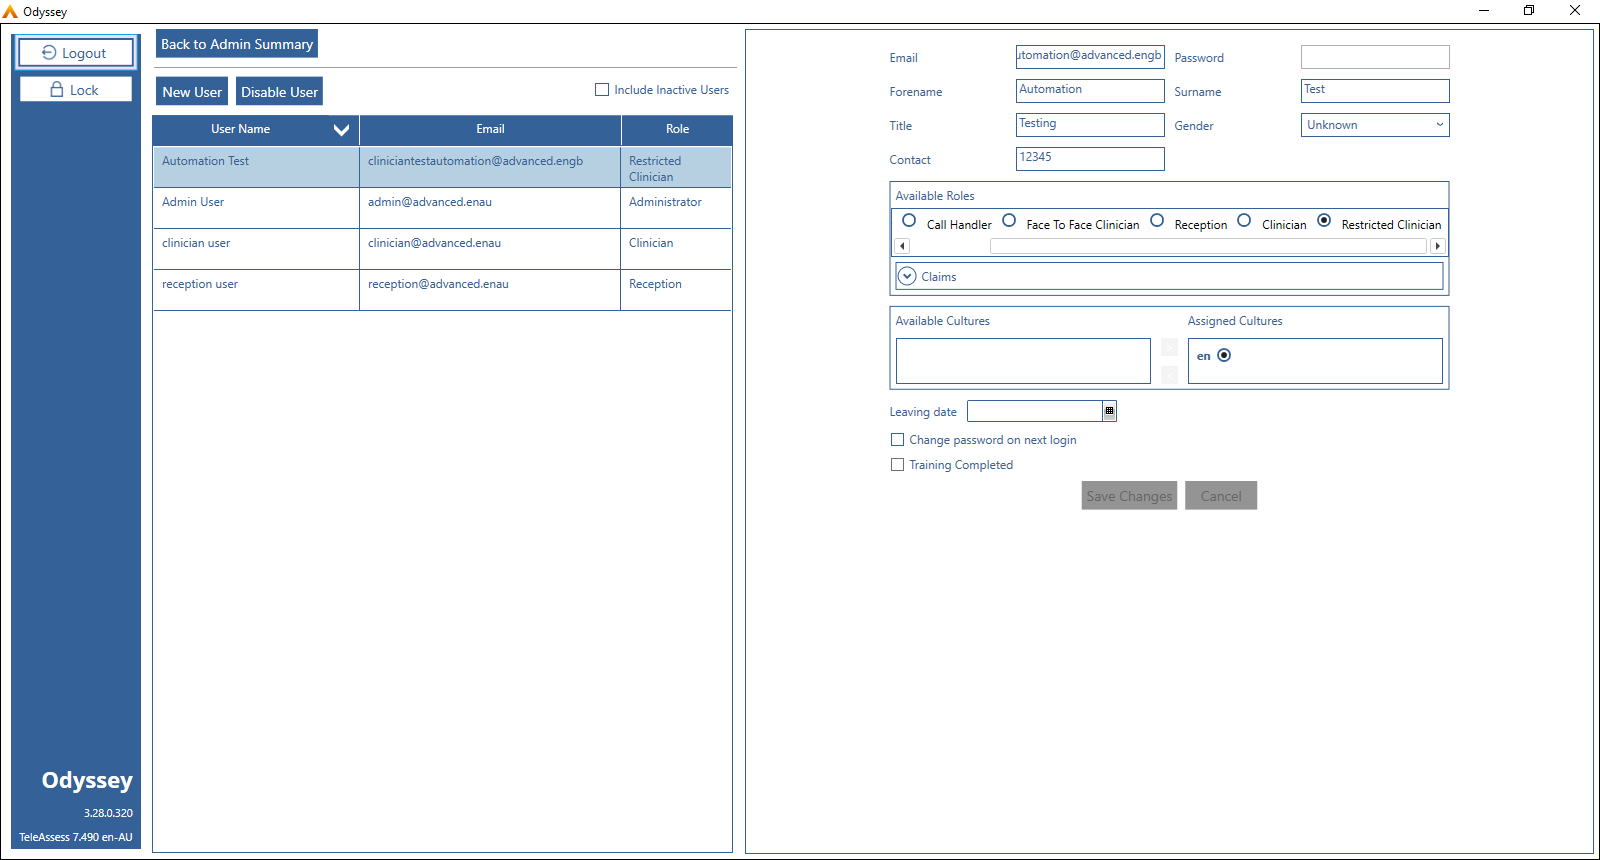 Odyssey
Logout
Lock
Back to Admin Summary
New User
Disable User
Include Inactive Users
User Name
Email
Role
Automation Test
cliniciantestautomation@advanced.engb
Restricted
Clinician
Admin User
admin@advanced.enau
Administrator
clinician user
clinician@advanced.enau
Clinician
reception user
reception@advanced.enau
Reception
Odyssey
3.28.0.320
TeleAssess 7.490 en-AU
Email
utomation@advanced.engb
Password
Forename
Automation
Surname
Test
Title
Testing
Gender
Unknown
Contact
12345
Available Roles
Call Handler
Face To Face Clinician
Reception
Clinician
Restricted Clinician
Claims
Available Cultures
Assigned Cultures
en
Leaving date
Change password on next login
Training Completed
Save Changes
Cancel